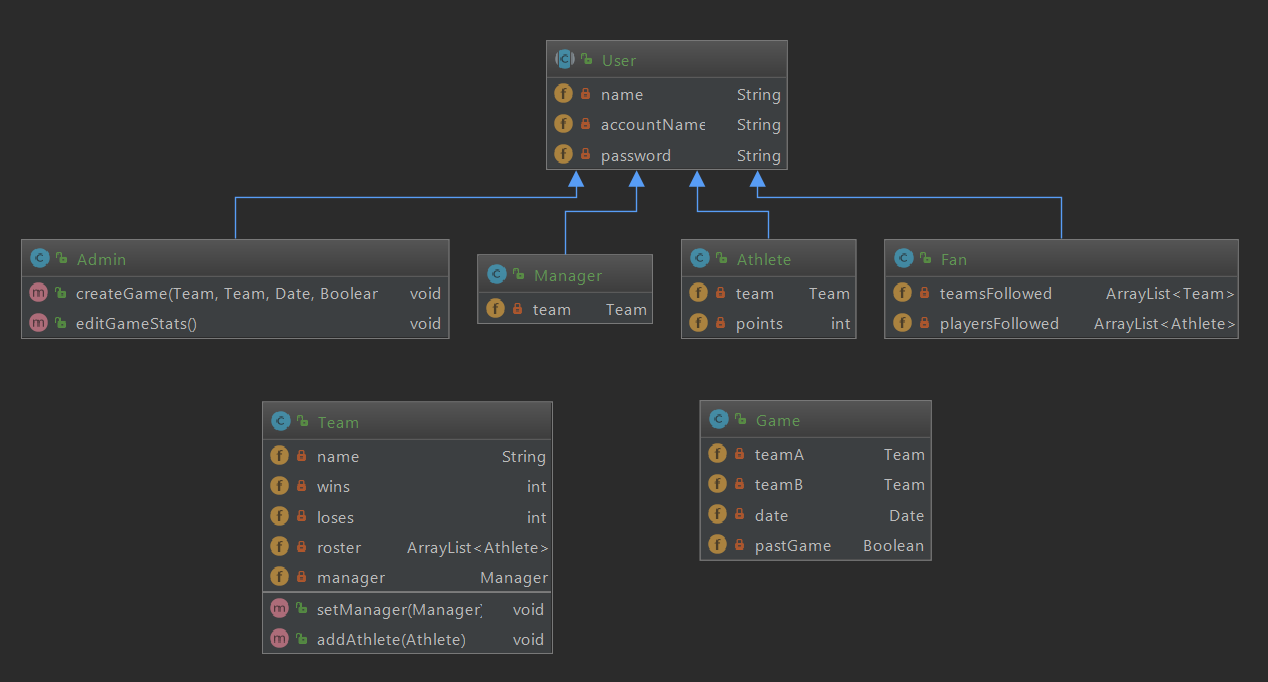 User
name String
accountName String
password String
Admin
createGame(Team, Team, Date, Boolear void
editGameStats() void
Manager
team Team
Athlete
team Team
points int
Fan
teamsFollowed ArrayList<Team>
playersFollowed ArrayList<Athlete>
Team
name String
wins int
loses int
roster ArrayList<Athlete>
manager Manager
setManager(Manager) void
addAthlete(Athlete) void
Game
teamA Team
teamB Team
date Date
pastGame Boolean